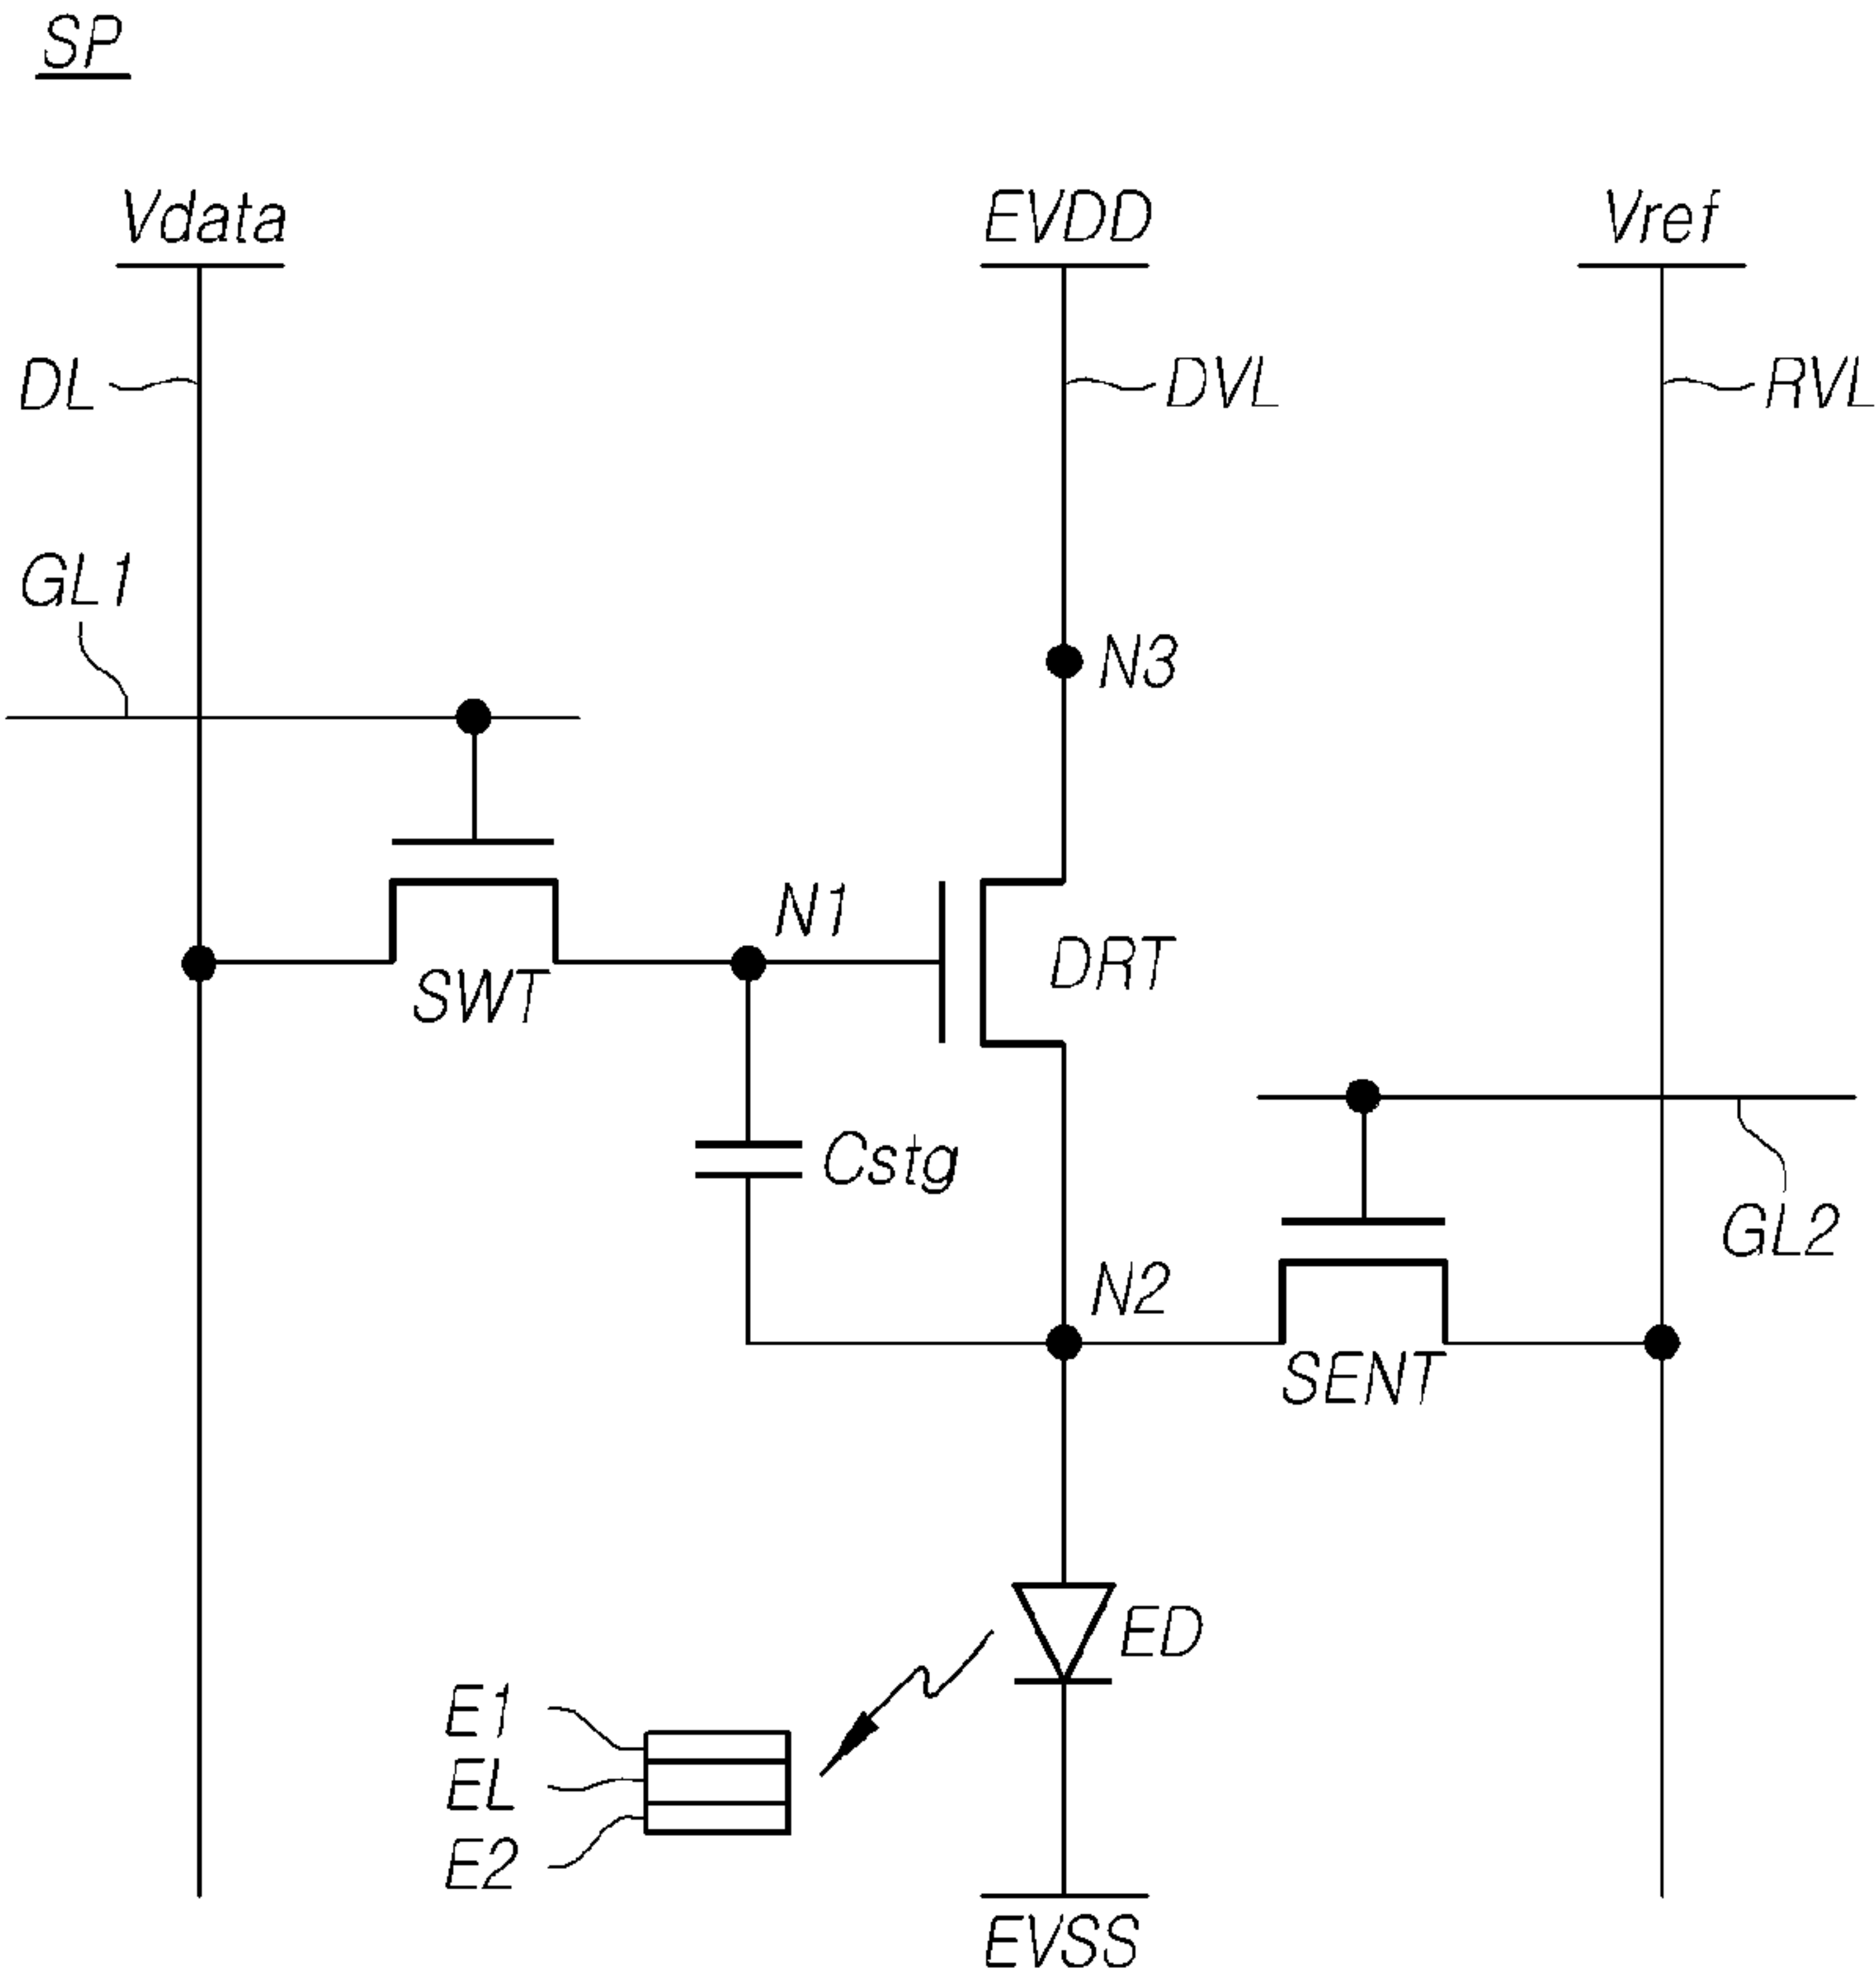 SP
Vdata
EVDD
Vref
DL
DVL
RVL
GL1
N3
N1
SWT
DRT
Cstg
GL2
N2
SENT
ED
E1
EL
E2
EVSS